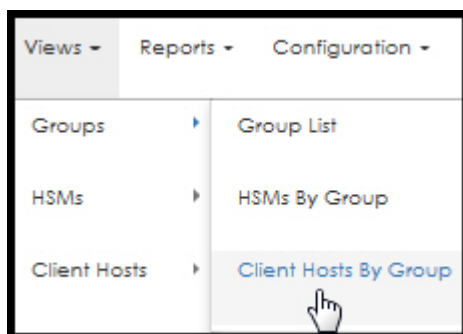 Views Reports Configuration
Groups Group List
HSMs HSMs By Group
Client Hosts Client Hosts By Group